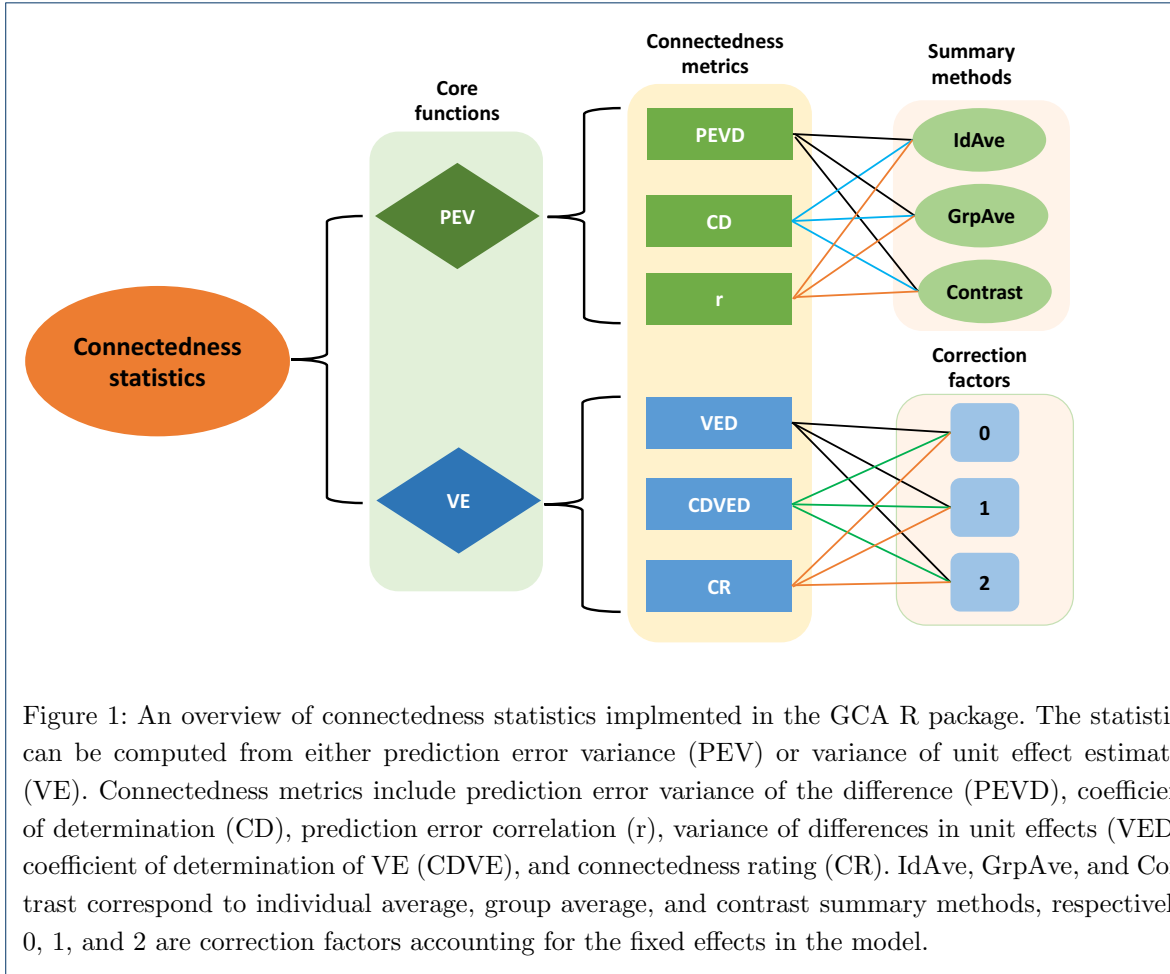 Connectedness
metrics
Summary
methods
Core
functions
PEVD
IdAve
PEV
CD
GrpAve
r
Contrast
Connectedness
statistics
Correction
factors
VED
0
VE
CDVED
1
CR
2
Figure 1: An overview of connectedness statistics implmented in the GCA R package. The statisti
can be computed from either prediction error variance (PEV) or variance of unit effect estimat
(VE). Connectedness metrics include prediction error variance of the difference (PEVD), coefficien
of determination (CD), prediction error correlation (r), variance of differences in unit effects (VED
coefficient of determination of VE (CDVE), and connectedness rating (CR). IdAve, GrpAve, and Co
trast correspond to individual average, group average, and contrast summary methods, respectivel
0, 1, and 2 are correction factors accounting for the fixed effects in the model.